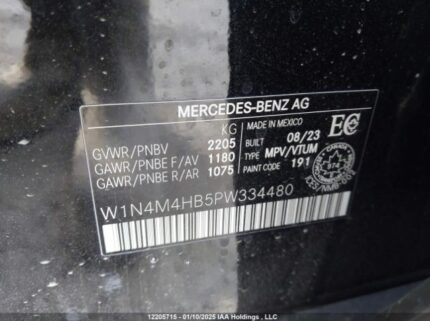 MERCEDES-BENZ AG
KG
GVWR/PNBV 2205
GAWR/PNBE F/AV 1180
GAWR/PNBE R/AR 1075
MADE IN MEXICO
BUILT 08/23
TYPE MPV/VTUM
PAINT CODE 191
EC
W1N4M4HB5PW334480
12205715 - 01/10/2025 IAA Holdings , LLC